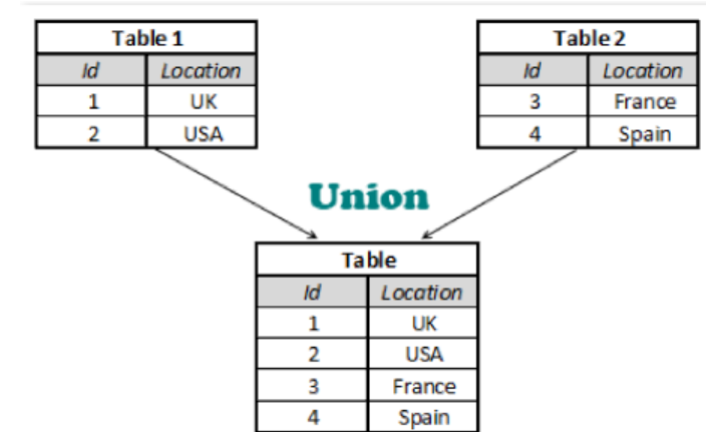 Table 1
Id Location
1 UK
2 USA
Table 2
Id Location
3 France
4 Spain
Union
Table
Id Location
1 UK
2 USA
3 France
4 Spain